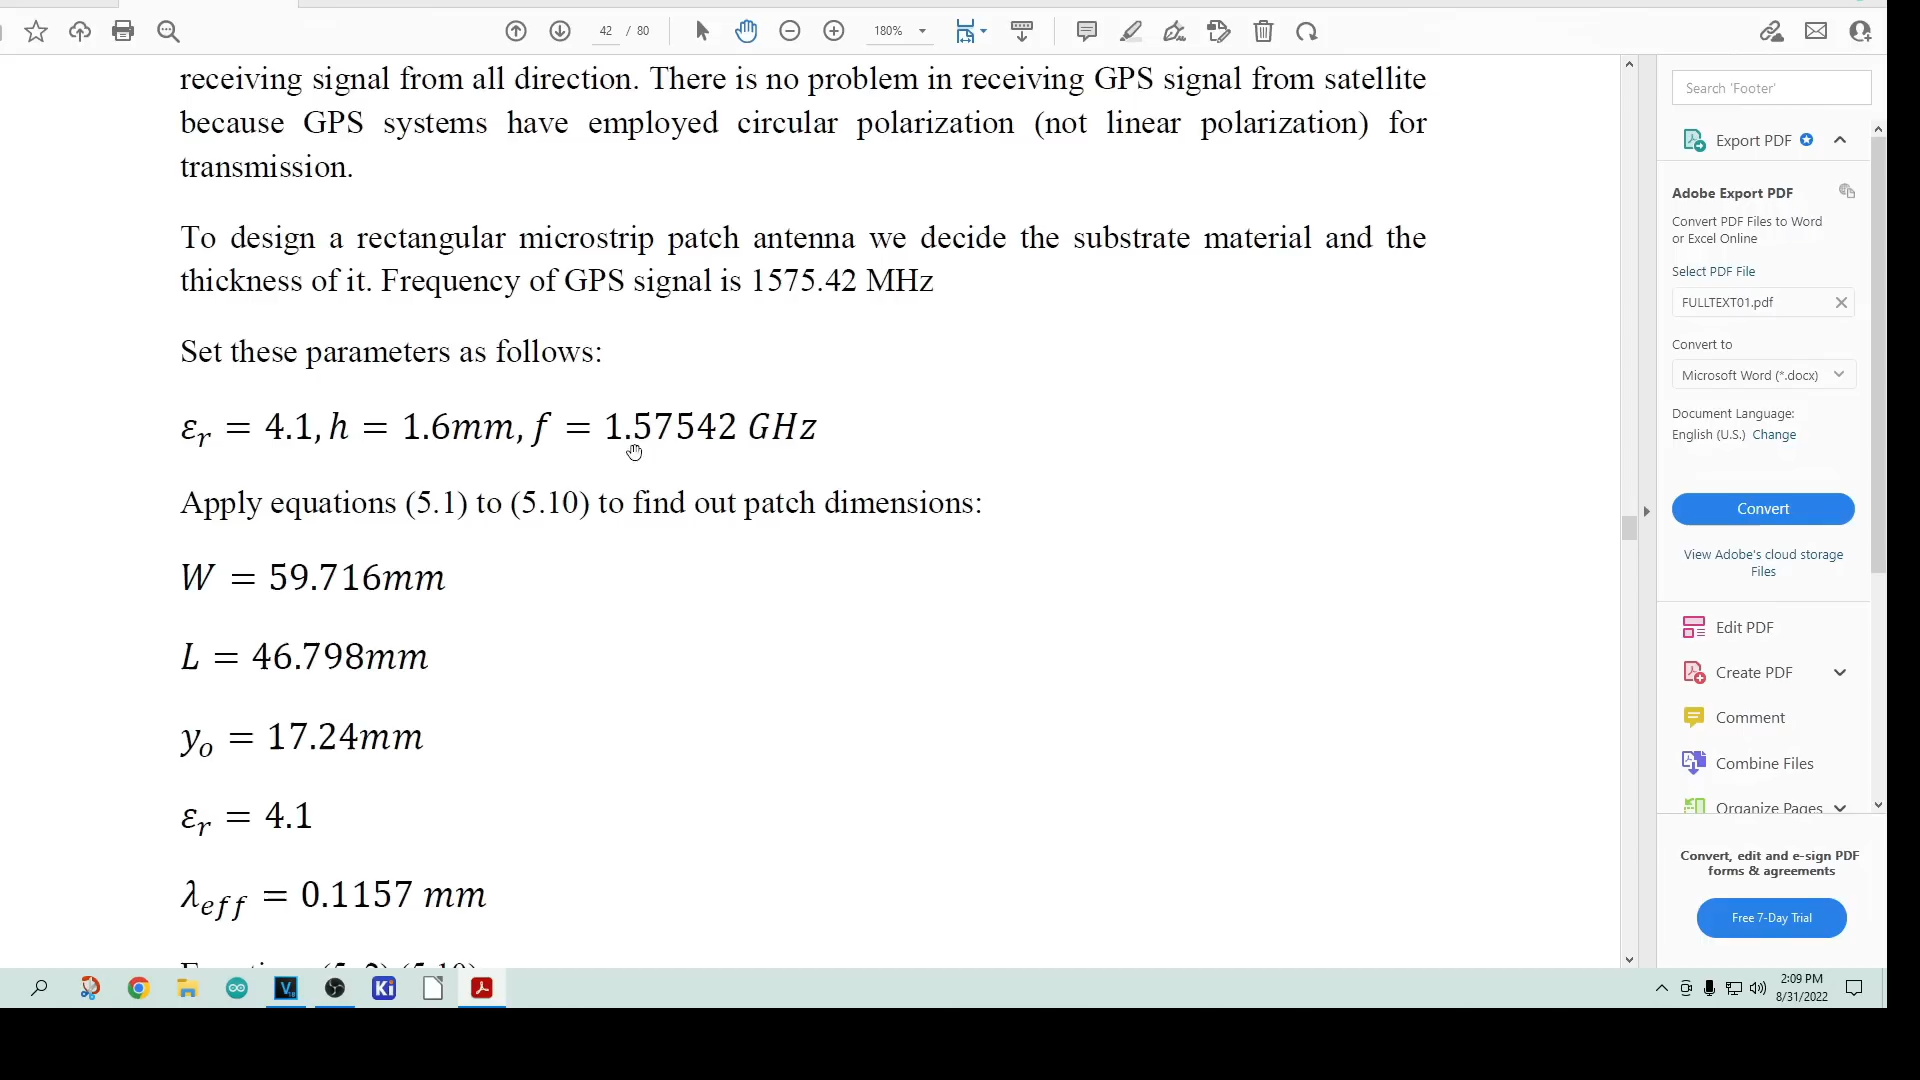 42 / 80
180%
receiving signal from all direction. There is no problem in receiving GPS signal from satellite
because GPS systems have employed circular polarization (not linear polarization) for
transmission.
To design a rectangular microstrip patch antenna we decide the substrate material and the
thickness of it. Frequency of GPS signal is 1575.42 MHz
Set these parameters as follows:
εr = 4.1, h = 1.6mm, f = 1.57542 GHz
Apply equations (5.1) to (5.10) to find out patch dimensions:
W = 59.716mm
L = 46.798mm
yo = 17.24mm
εr = 4.1
λeff = 0.1157 mm
Search 'Footer'
Export PDF
Adobe Export PDF
Convert PDF Files to Word
or Excel Online
Select PDF File
FULLTEXT01.pdf
Convert to
Microsoft Word (*.docx)
Document Language:
English (U.S.) Change
Convert
View Adobe's cloud storage
Files
Edit PDF
Create PDF
Comment
Combine Files
Organize Pages
Convert, edit and e-sign PDF
forms & agreements
Free 7-Day Trial
Ki
2:09 PM
8/31/2022